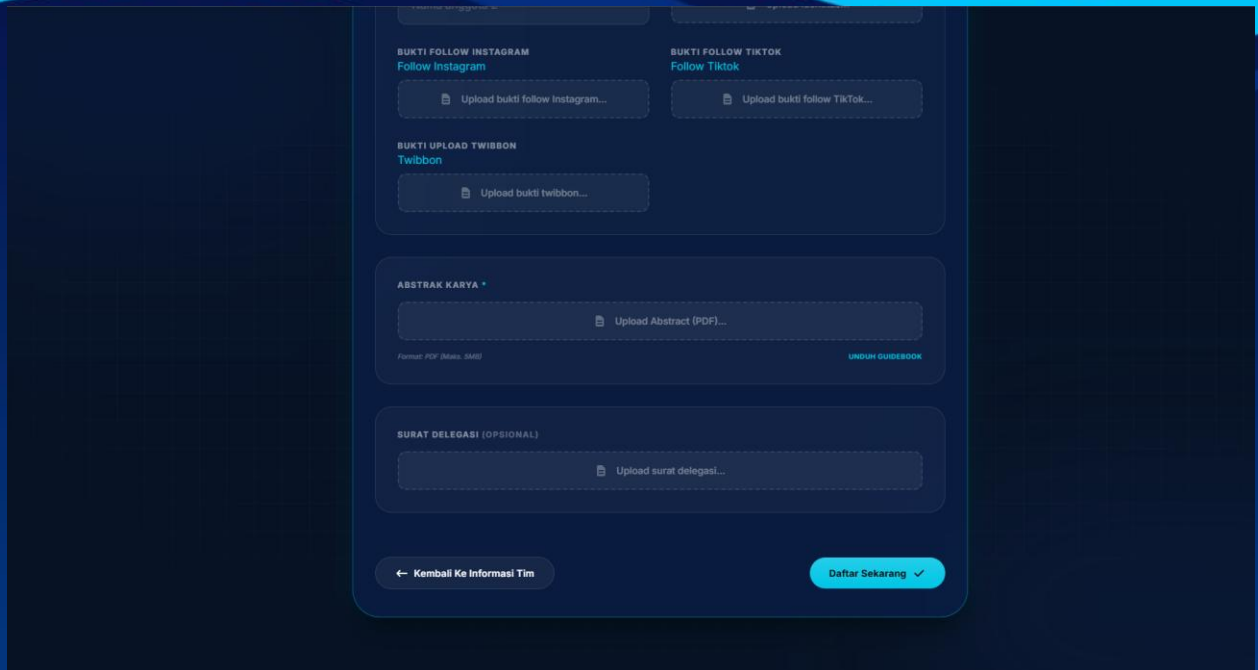 BUKTI FOLLOW INSTAGRAM
Follow Instagram
Upload bukti follow Instagram...
BUKTI FOLLOW TIKTOK
Follow Tiktok
Upload bukti follow TikTok...
BUKTI UPLOAD TWIBBON
Twibbon
Upload bukti twibbon...
ABSTRAK KARYA *
Upload Abstract (PDF)...
Format: PDF (Maks. 5MB)
UNDUH GUIDEBOOK
SURAT DELEGASI (OPSIONAL)
Upload surat delegasi...
← Kembali Ke Informasi Tim
Daftar Sekarang ✓